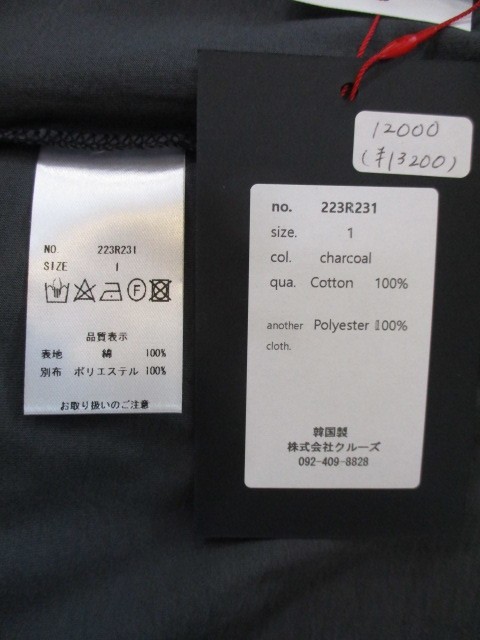 NO 223R231
SIZE 1
F
品質表示
表地 綿 100%
別布 ポリエステル 100%
お取り扱いのご注意
12000
(¥13200)
no. 223R231
size. 1
col. charcoal
qua. Cotton 100%
another Polyester 100%
cloth.
韓国製
株式会社クルーズ
092-409-8828